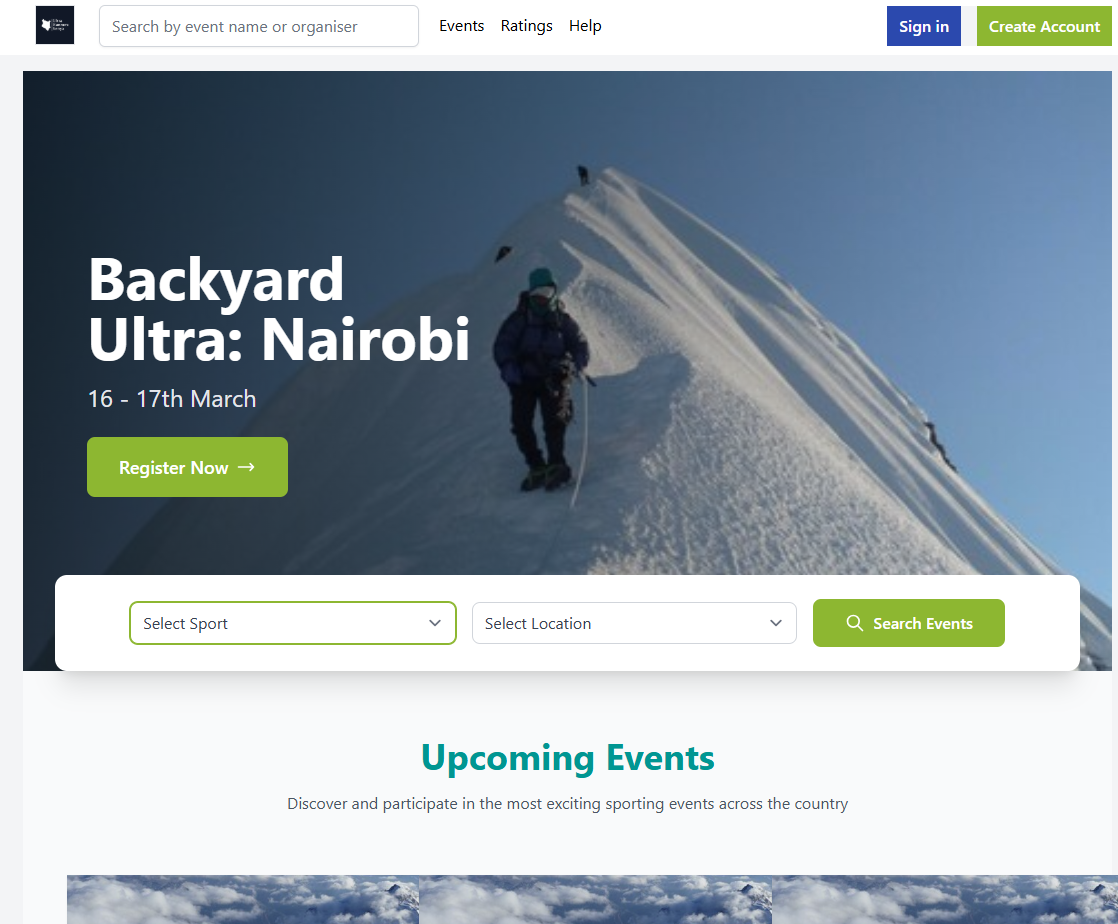 Search by event name or organiser
Events
Ratings
Help
Sign in
Create Account
Backyard
Ultra: Nairobi
16 - 17th March
Register Now →
Select Sport
Select Location
Search Events
Upcoming Events
Discover and participate in the most exciting sporting events across the country